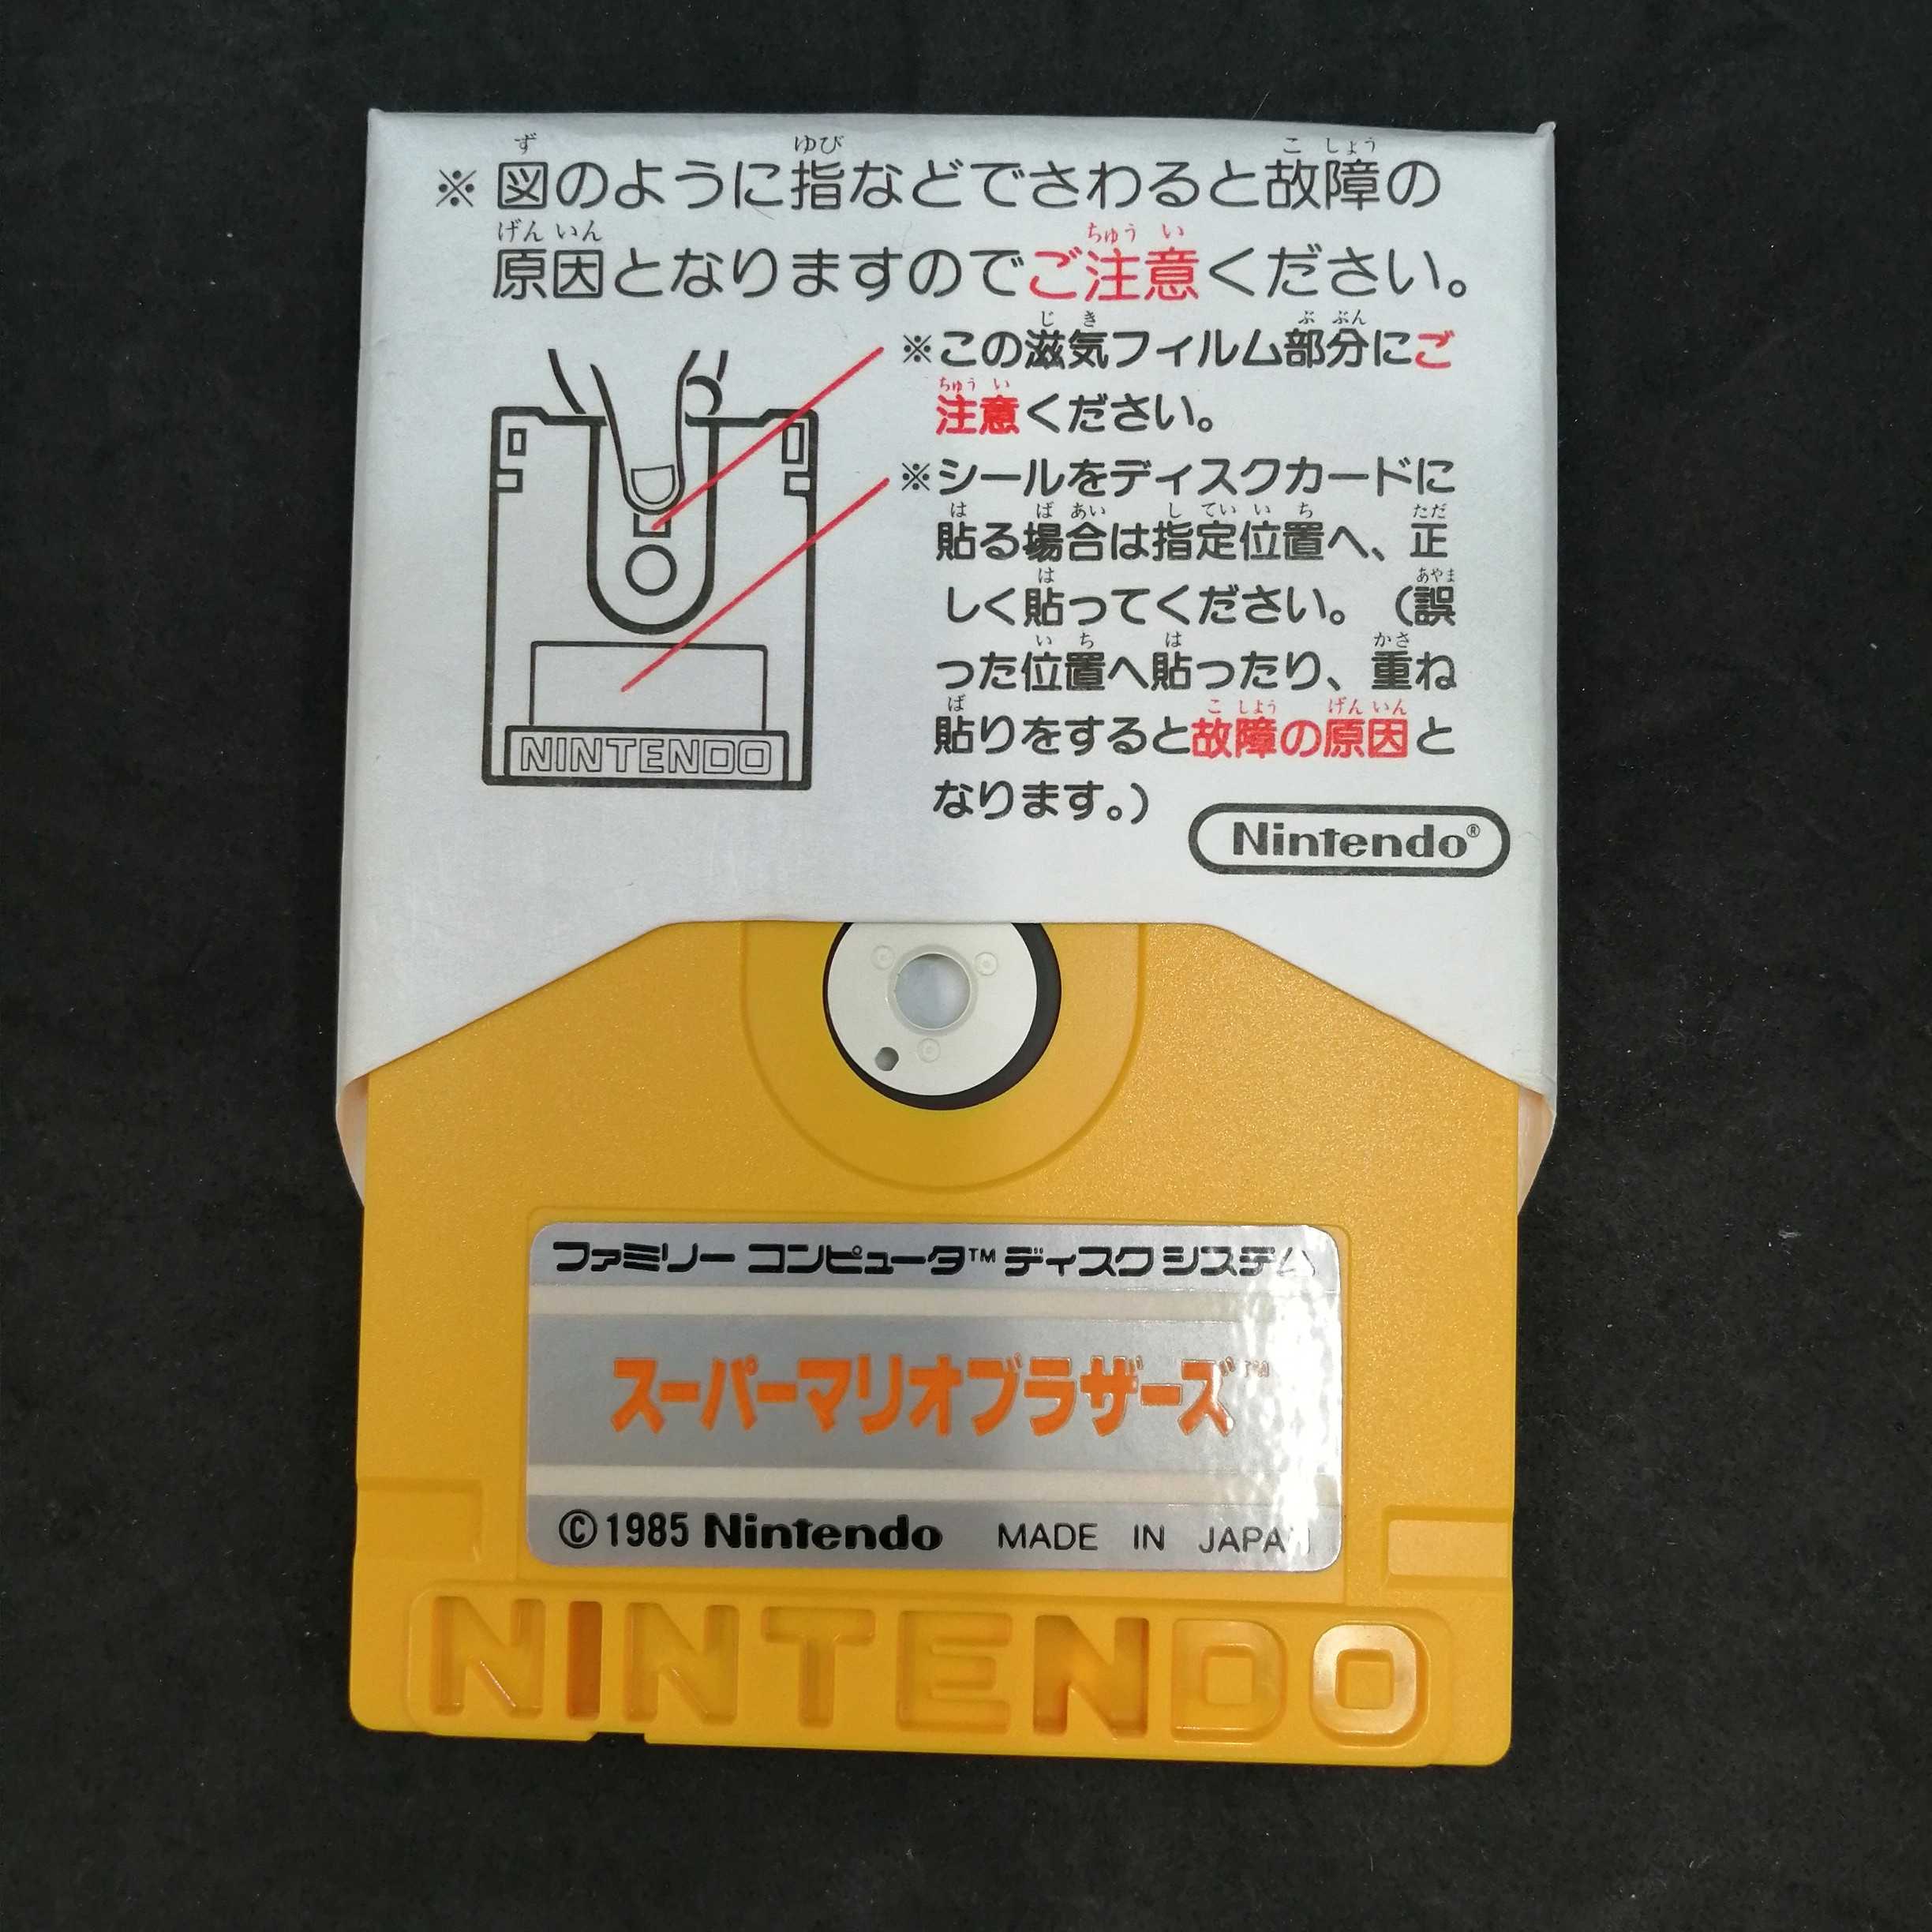 ※図のように指などでさわると故障の
原因となりますのでご注意ください。
※この滋気フィルム部分にご
注意ください。
※シールをディスクカードに
貼る場合は指定位置へ、正
しく貼ってください。(誤
った位置へ貼ったり、重ね
貼りをすると故障の原因と
なります。)
NINTENDO
Nintendo®
ファミリー コンピュータ™ ディスクシステム
スーパーマリオブラザーズ™
©1985 Nintendo MADE IN JAPAN
NINTENDO